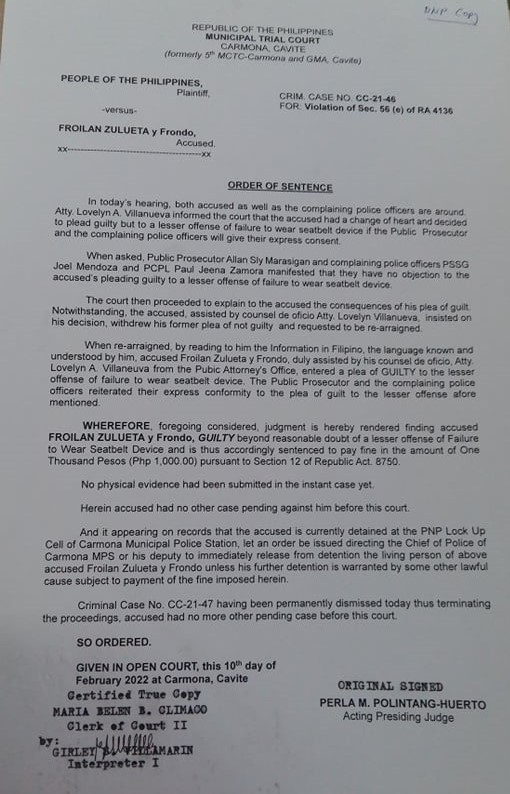 PNP Copy
REPUBLIC OF THE PHILIPPINES
MUNICIPAL TRIAL COURT
CARMONA, CAVITE
(formerly 5th MCTC-Carmona and GMA, Cavite)
PEOPLE OF THE PHILIPPINES,
Plaintiff,
CRIM. CASE NO. CC-21-46
FOR: Violation of Sec. 56 (e) of RA 4136
-versus-
FROILAN ZULUETA y Frondo,
Accused.
xx----------------------------------------xx
ORDER OF SENTENCE
In today's hearing, both accused as well as the complaining police officers are around.
Atty. Lovelyn A. Villanueva informed the court that the accused had a change of heart and decided
to plead guilty but to a lesser offense of failure to wear seatbelt device if the Public Prosecutor
and the complaining police officers will give their express consent.
When asked, Public Prosecutor Allan Sly Marasigan and complaining police officers PSSG
Joel Mendoza and PCPL Paul Jeena Zamora manifested that they have no objection to the
accused's pleading guilty to a lesser offense of failure to wear seatbelt device.
The court then proceeded to explain to the accused the consequences of his plea of guilt.
Notwithstanding, the accused, assisted by counsel de oficio Atty. Lovelyn Villanueva, insisted on
his decision, withdrew his former plea of not guilty and requested to be re-arraigned.
When re-arraigned, by reading to him the Information in Filipino, the language known and
understood by him, accused Froilan Zulueta y Frondo, duly assisted by his counsel de oficio, Atty.
Lovelyn A. Villaneuva from the Pubic Attorney's Office, entered a plea of GUILTY to the lesser
offense of failure to wear seatbelt device. The Public Prosecutor and the complaining police
officers reiterated their express conformity to the plea of guilt to the lesser offense afore
mentioned.
WHEREFORE, foregoing considered, judgment is hereby rendered finding accused
FROILAN ZULUETA y Frondo, GUILTY beyond reasonable doubt of a lesser offense of Failure
to Wear Seatbelt Device and is thus accordingly sentenced to pay fine in the amount of One
Thousand Pesos (Php 1,000.00) pursuant to Section 12 of Republic Act. 8750.
No physical evidence had been submitted in the instant case yet.
Herein accused had no other case pending against him before this court.
And it appearing on records that the accused is currently detained at the PNP Lock Up
Cell of Carmona Municipal Police Station, let an order be issued directing the Chief of Police of
Carmona MPS or his deputy to immediately release from detention the living person of above
accused Froilan Zulueta y Frondo unless his further detention is warranted by some other lawful
cause subject to payment of the fine imposed herein.
Criminal Case No. CC-21-47 having been permanently dismissed today thus terminating
the proceedings, accused had no more other pending case before this court.
SO ORDERED.
GIVEN IN OPEN COURT, this 10th day of
February 2022 at Carmona, Cavite
Certified True Copy
MARIA BELEN B. CLIMACO
Clerk of Court II
by:
GIRLEY
Interpreter I
ORIGINAL SIGNED
PERLA M. POLINTANG-HUERTO
Acting Presiding Judge